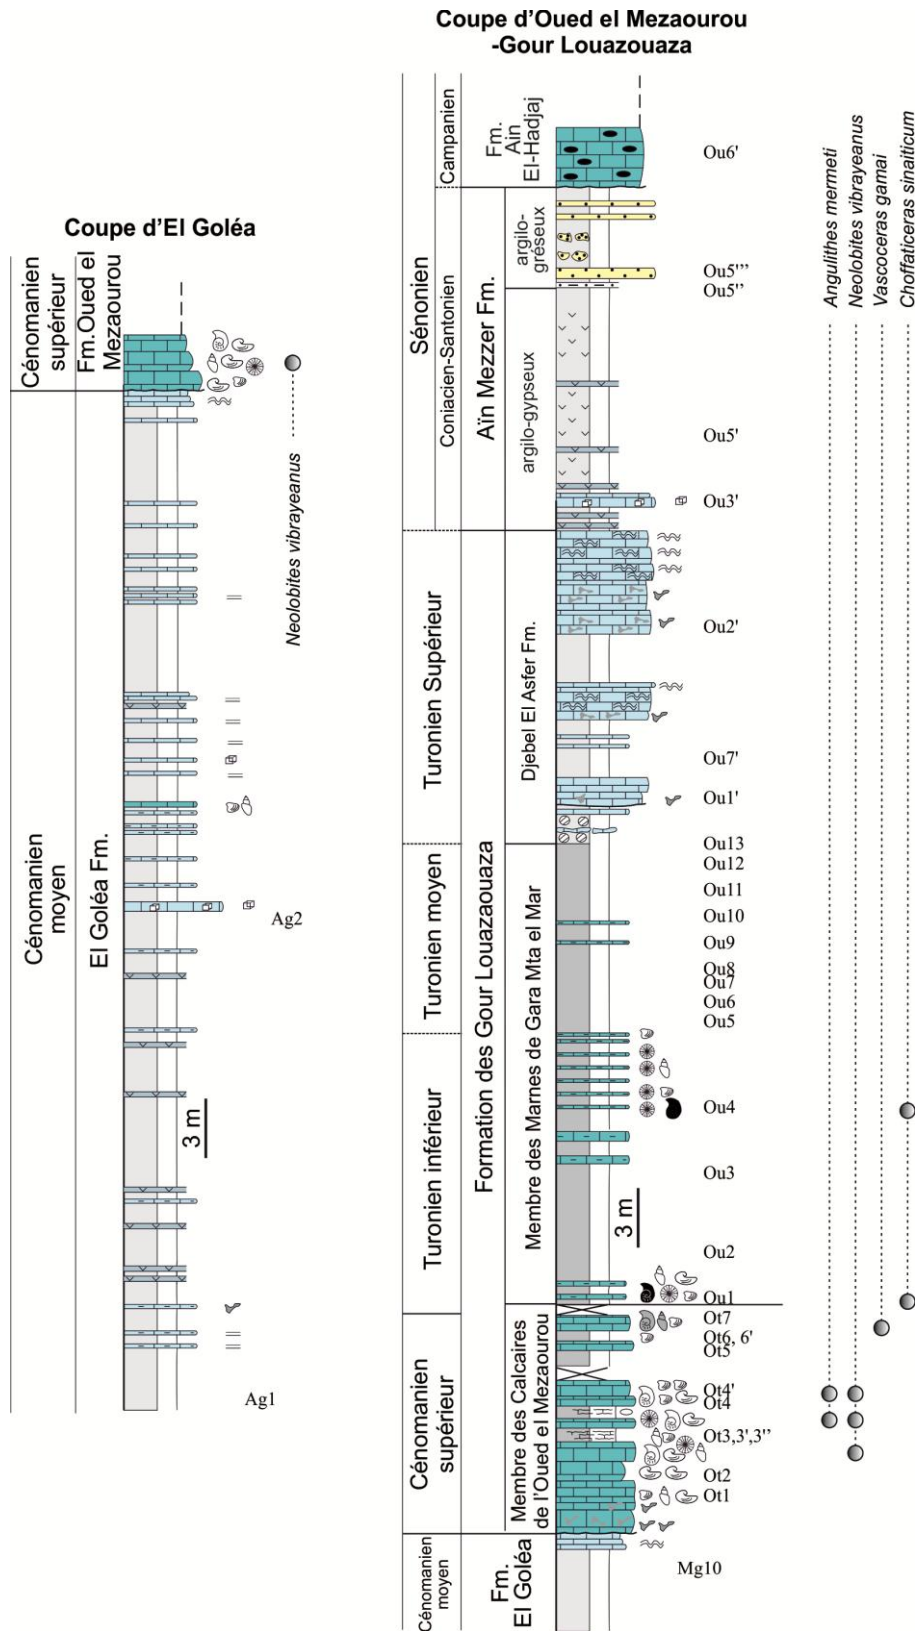 Coupe d'Oued el Mezaourou
-Gour Louazouaza
Coupe d'El Goléa
Cénomanien
supérieur
Fm.Oued el
Mezaourou
Cénomanien
moyen
El Goléa Fm.
Neolobites vibrayeanus
3 m
Ag2
Ag1
Sénonien
Campanien
Coniacien-Santonien
Fm.
Ain
El-Hadjaj
Aïn Mezzer Fm.
argilo-
gréseux
argilo-gypseux
Turonien Supérieur
Turonien moyen
Turonien inférieur
Cénomanien
supérieur
Cénomanien
moyen
Formation des Gour Louazaouaza
Djebel El Asfer Fm.
Membre des Marnes de Gara Mta el Mar
Membre des Calcaires
de l'Oued el Mezaourou
Fm.
El Goléa
3 m
Ou6'
Ou5'''
Ou5''
Ou5'
Ou3'
Ou2'
Ou7'
Ou1'
Ou13
Ou12
Ou11
Ou10
Ou9
Ou8
Ou7
Ou6
Ou5
Ou4
Ou3
Ou2
Ou1
Ot7
Ot6, 6'
Ot5
Ot4'
Ot4
Ot3,3',3''
Ot2
Ot1
Mg10
Angulithes mermeti
Neolobites vibrayeanus
Vascoceras gamai
Choffaticeras sinaiticum